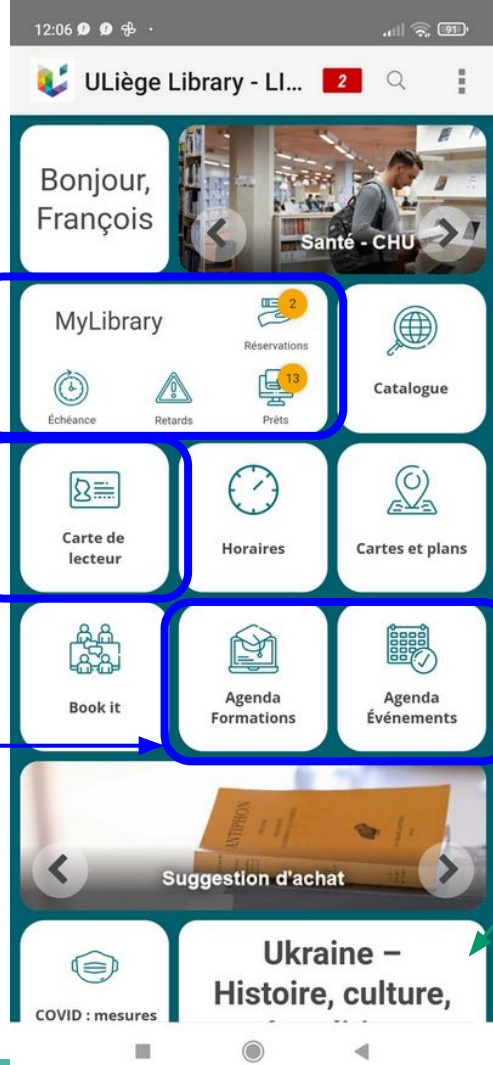 12:06
91
ULiège Library - LI...
2
Bonjour,
François
Santé - CHU
MyLibrary
2
Réservations
Échéance
Retards
13
Prêts
Catalogue
Carte de
lecteur
Horaires
Cartes et plans
Book it
Agenda
Formations
Agenda
Événements
ANTIPHON
Suggestion d'achat
COVID : mesures
Ukraine –
Histoire, culture,